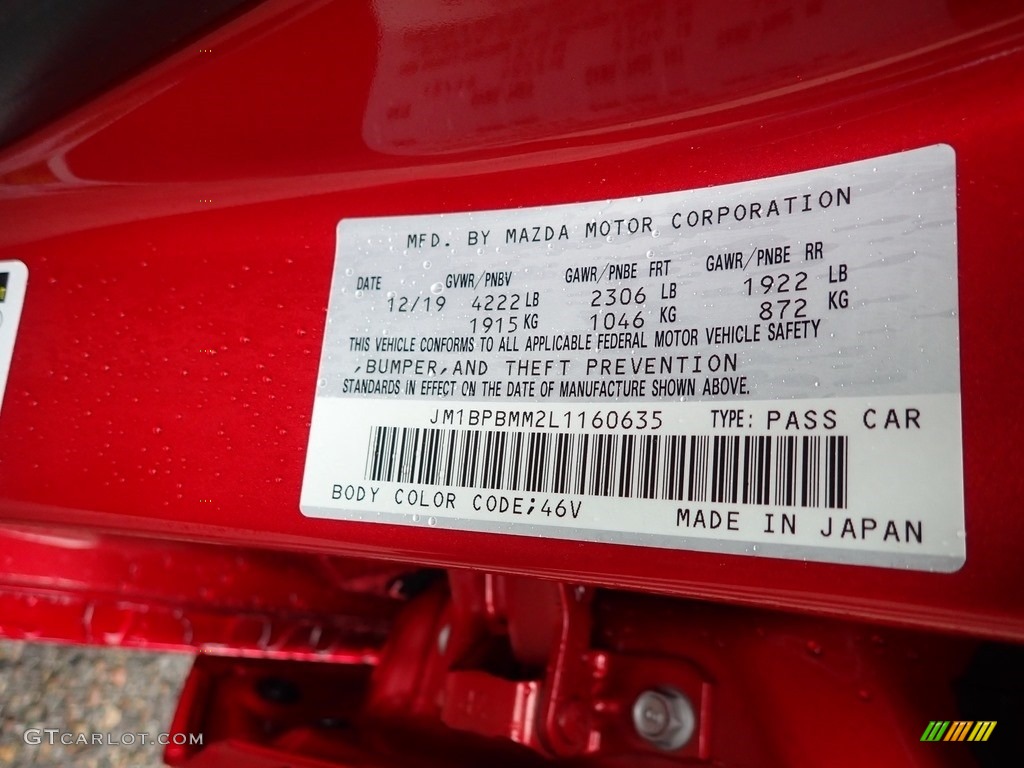 MFD. BY MAZDA MOTOR CORPORATION
DATE GVWR/PNBV GAWR/PNBE FRT GAWR/PNBE RR
12/19 4222 LB 2306 LB 1922 LB
1915 KG 1046 KG 872 KG
THIS VEHICLE CONFORMS TO ALL APPLICABLE FEDERAL MOTOR VEHICLE SAFETY
,BUMPER,AND THEFT PREVENTION
STANDARDS IN EFFECT ON THE DATE OF MANUFACTURE SHOWN ABOVE.
JM1BPBMM2L1160635 TYPE: PASS CAR
BODY COLOR CODE;46V
MADE IN JAPAN
GTCARLOT.COM